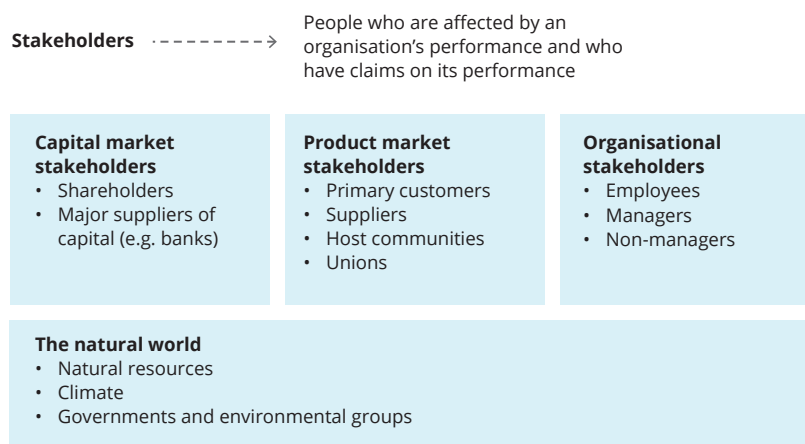 Stakeholders
People who are affected by an
organisation’s performance and who
have claims on its performance
Capital market
stakeholders
• Shareholders
• Major suppliers of
capital (e.g. banks)
Product market
stakeholders
• Primary customers
• Suppliers
• Host communities
• Unions
Organisational
stakeholders
• Employees
• Managers
• Non-managers
The natural world
• Natural resources
• Climate
• Governments and environmental groups